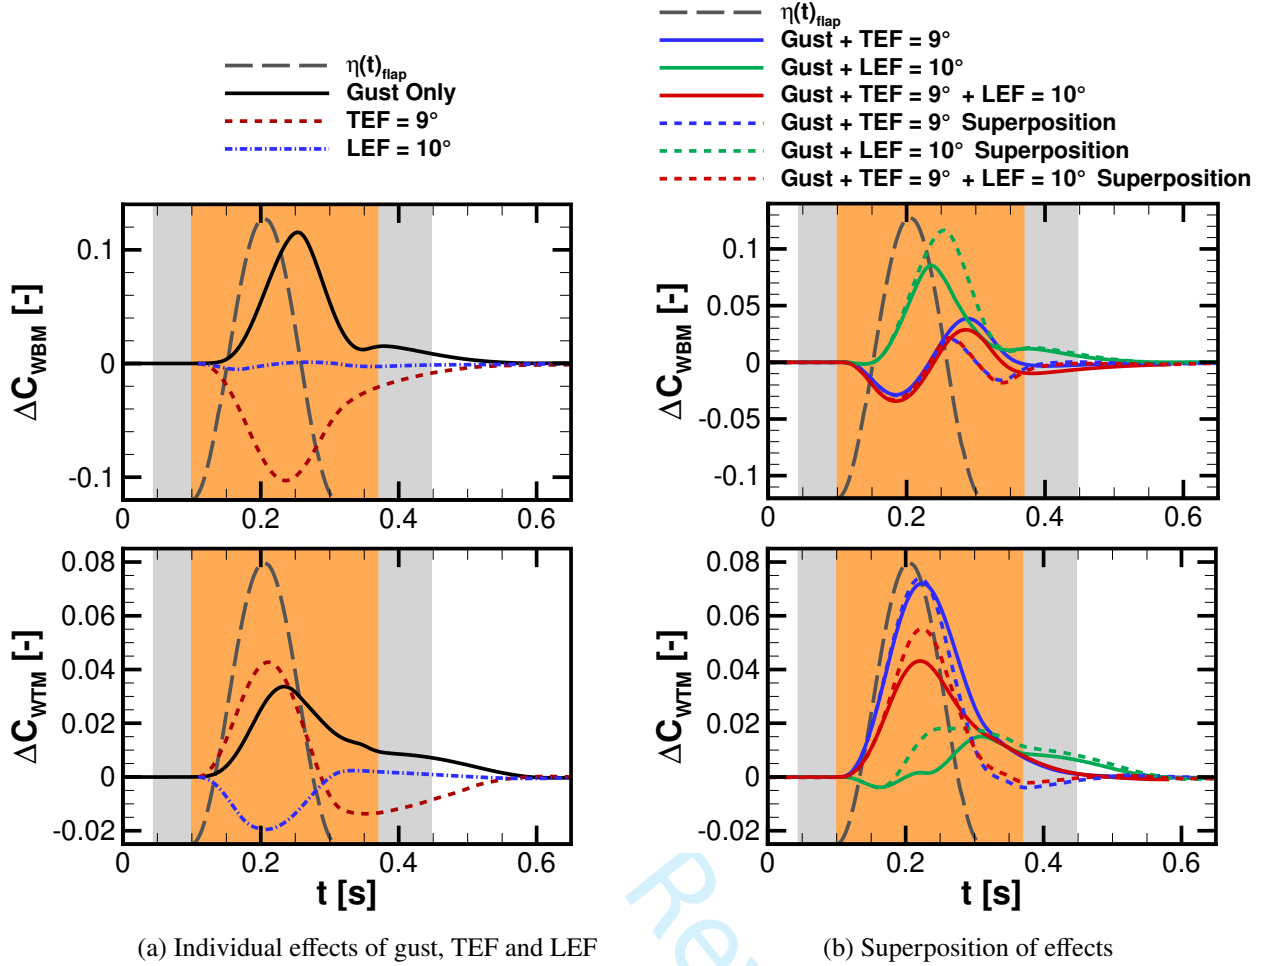 η(t)flap
Gust Only
TEF = 9°
LEF = 10°
η(t)flap
Gust + TEF = 9°
Gust + LEF = 10°
Gust + TEF = 9° + LEF = 10°
Gust + TEF = 9° Superposition
Gust + LEF = 10° Superposition
Gust + TEF = 9° + LEF = 10° Superposition
ΔC_WBM [-]
0.1
0
-0.1
0 0.2 0.4 0.6
ΔC_WTM [-]
0.08
0.06
0.04
0.02
0
-0.02
0 0.2 0.4 0.6
t [s]
ΔC_WBM [-]
0.1
0.05
0
-0.05
-0.1
0 0.2 0.4 0.6
ΔC_WTM [-]
0.08
0.06
0.04
0.02
0
-0.02
0 0.2 0.4 0.6
t [s]
(a) Individual effects of gust, TEF and LEF
(b) Superposition of effects